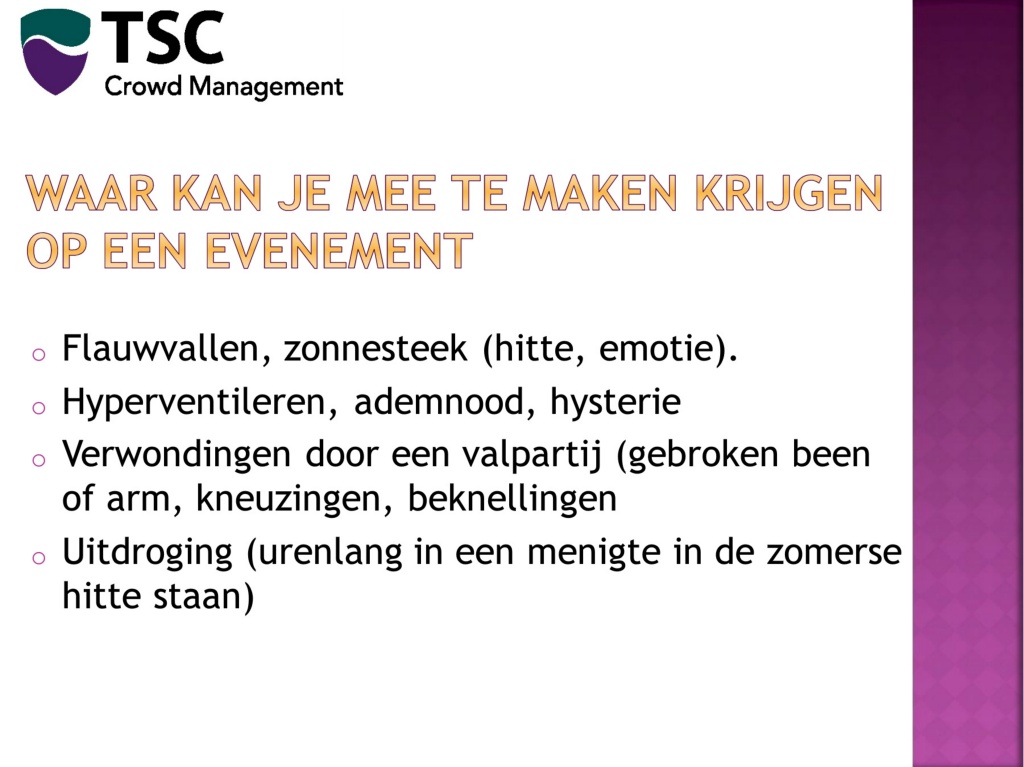 TSC
Crowd Management
WAAR KAN JE MEE TE MAKEN KRIJGEN
OP EEN EVENEMENT
o Flauwvallen, zonnesteek (hitte, emotie).
o Hyperventileren, ademnood, hysterie
o Verwondingen door een valpartij (gebroken been
of arm, kneuzingen, beknellingen
o Uitdroging (urenlang in een menigte in de zomerse
hitte staan)